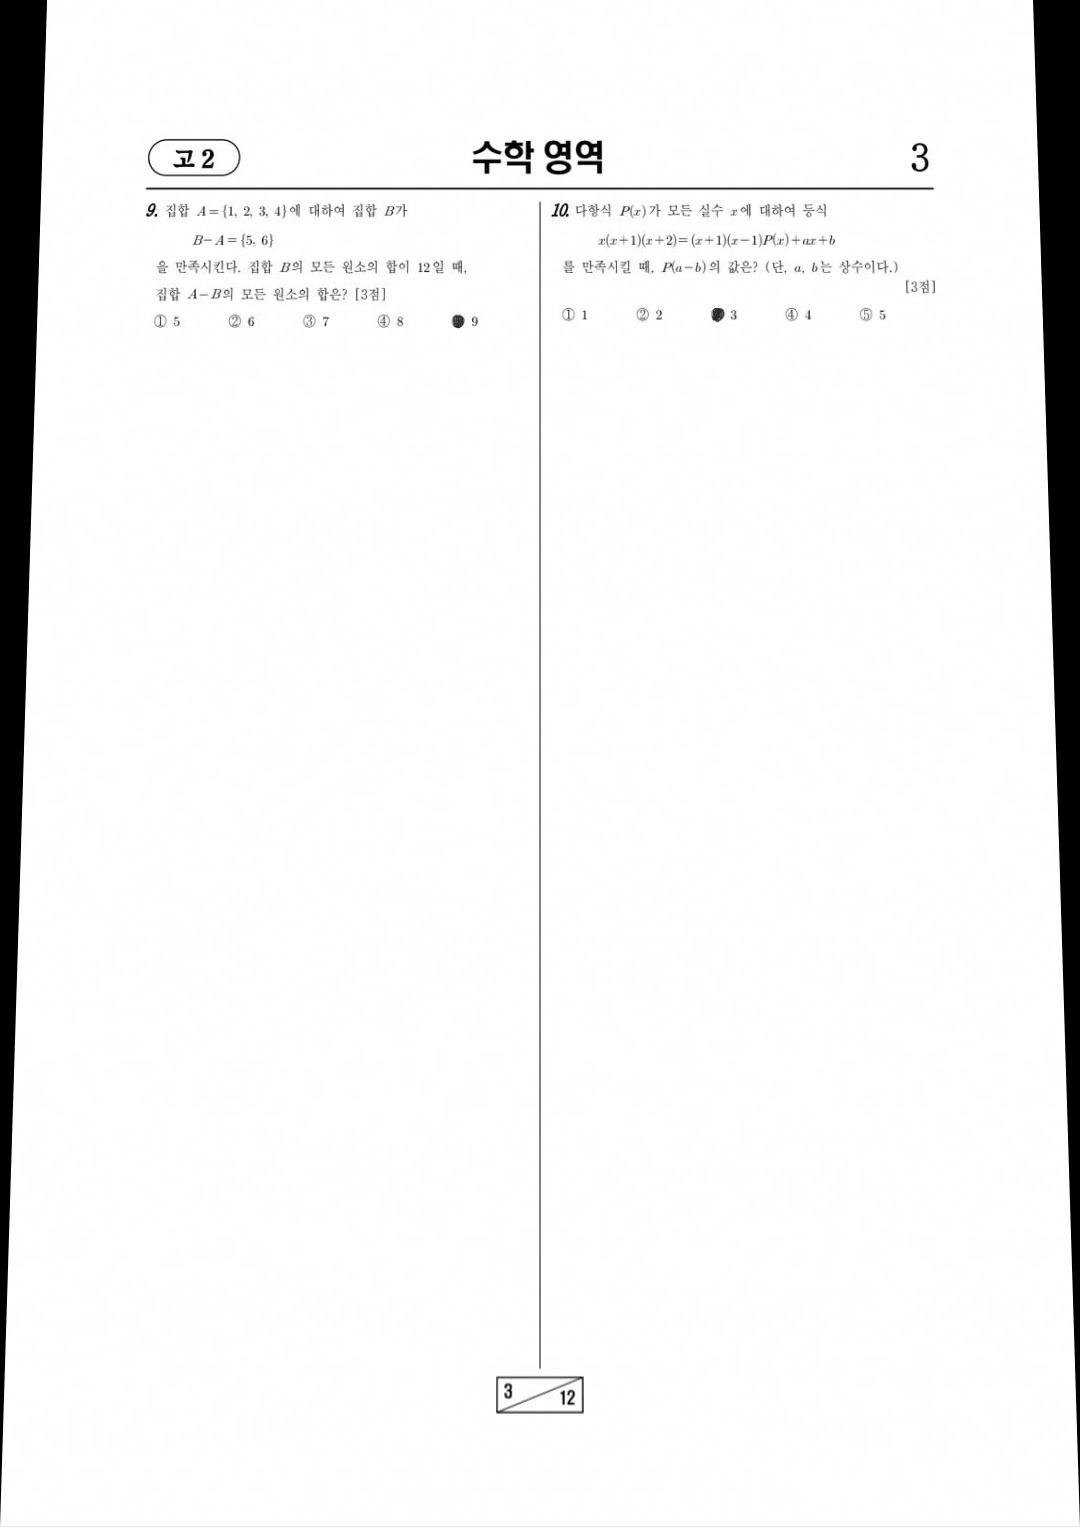 고 2
수학 영역
3
9. 집합 A={1, 2, 3, 4}에 대하여 집합 B가
B-A={5, 6}
을 만족시킨다. 집합 B의 모든 원소의 합이 12일 때,
집합 A-B의 모든 원소의 합은? [3점]
① 5 ② 6 ③ 7 ④ 8 9
10. 다항식 P(x)가 모든 실수 x에 대하여 등식
x(x+1)(x+2)=(x+1)(x-1)P(x)+ax+b
를 만족시킬 때, P(a-b)의 값은? (단, a, b는 상수이다.)
[3점]
① 1 ② 2 3 ④ 4 ⑤ 5
3
12